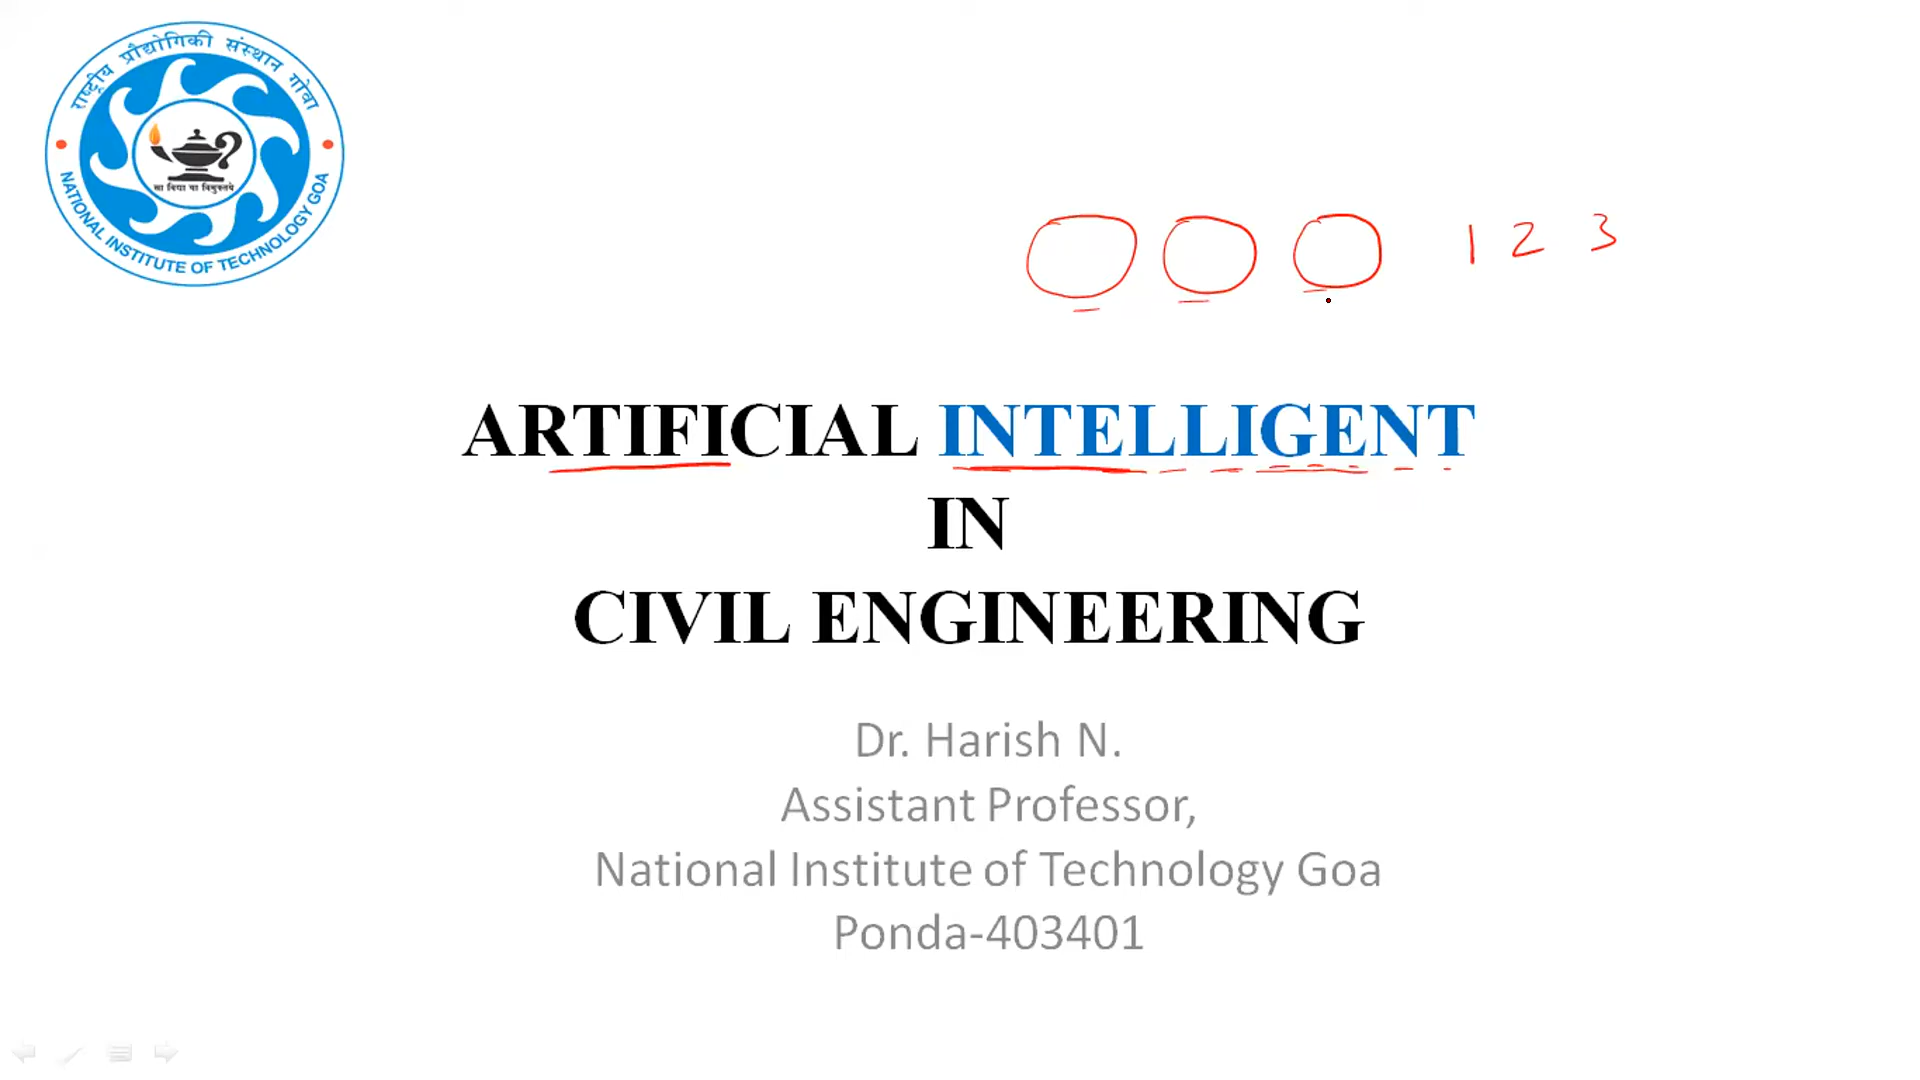 राष्ट्रीय प्रौद्योगिकी संस्थान गोवा
सा विद्या या विमुक्तये
NATIONAL INSTITUTE OF TECHNOLOGY GOA
1 2 3
ARTIFICIAL INTELLIGENT
IN
CIVIL ENGINEERING
Dr. Harish N.
Assistant Professor,
National Institute of Technology Goa
Ponda-403401